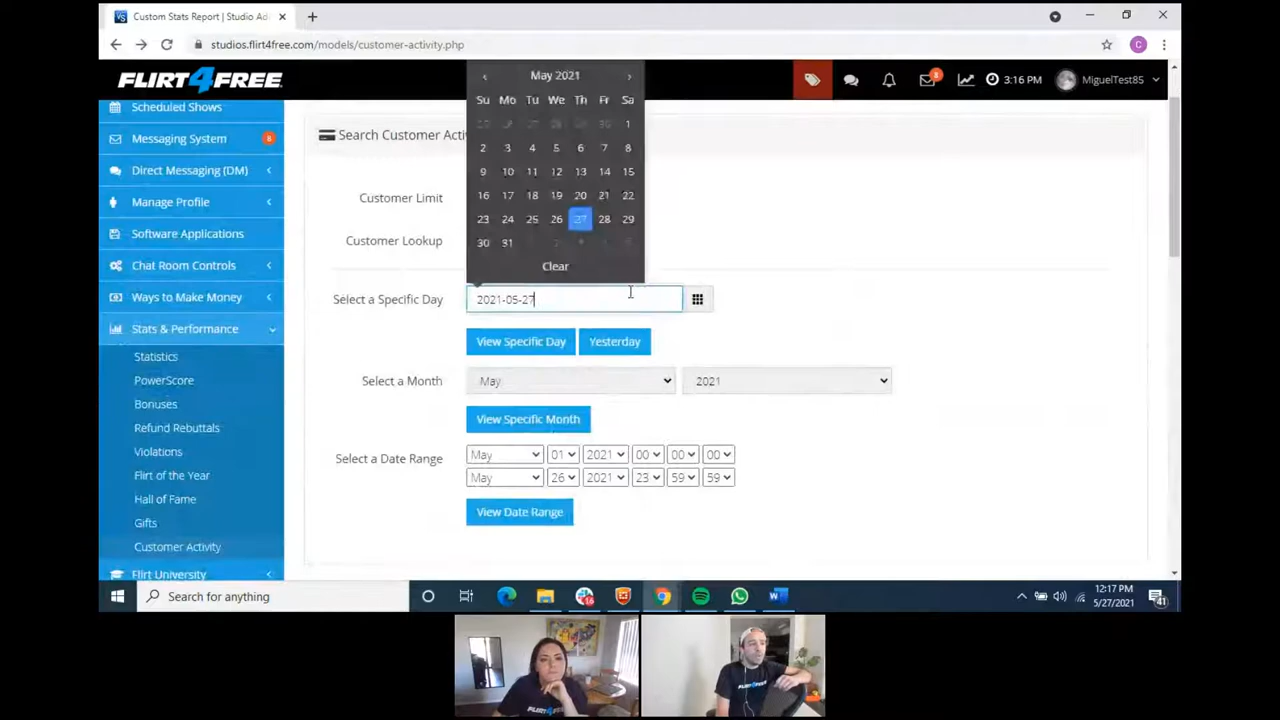 Custom Stats Report | Studio Ad
studios.flirt4free.com/models/customer-activity.php
C
FLIRT4FREE
8
3:16 PM
MiguelTest85
Scheduled Shows
Messaging System 8
Direct Messaging (DM)
Manage Profile
Software Applications
Chat Room Controls
Ways to Make Money
Stats & Performance
Statistics
PowerScore
Bonuses
Refund Rebuttals
Violations
Flirt of the Year
Hall of Fame
Gifts
Customer Activity
Flirt University
Search Customer Acti
Customer Limit
Customer Lookup
May 2021
Su Mo Tu We Th Fr Sa
1
2 3 4 5 6 7 8
9 10 11 12 13 14 15
16 17 18 19 20 21 22
23 24 25 26 27 28 29
30 31
Clear
Select a Specific Day 2021-05-27
View Specific Day Yesterday
Select a Month May 2021
View Specific Month
Select a Date Range May 01 2021 00 00 00
May 26 2021 23 59 59
View Date Range
Search for anything
16
12:17 PM
5/27/2021
41
FLIRT4FREE
FLIRT4FREE